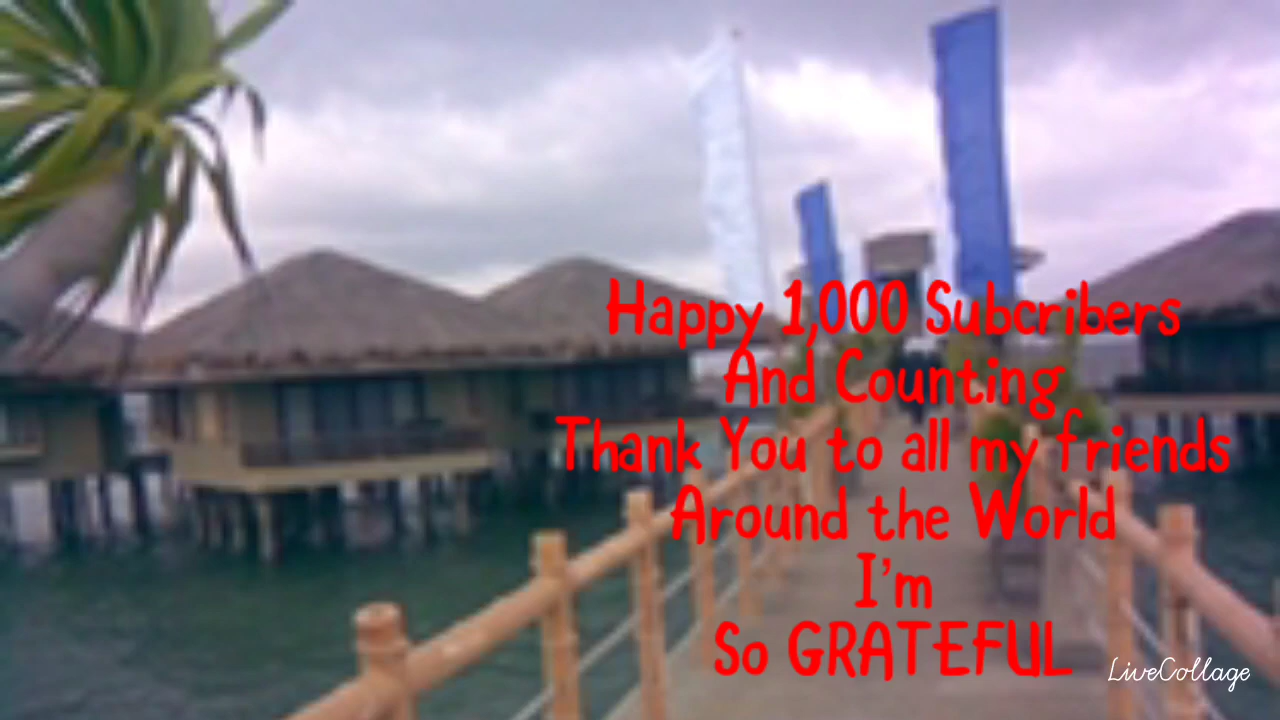 Happy 1,000 Subcribers
And Counting
Thank You to all my friends
Around the World
I'm
So GRATEFUL
LiveCollage